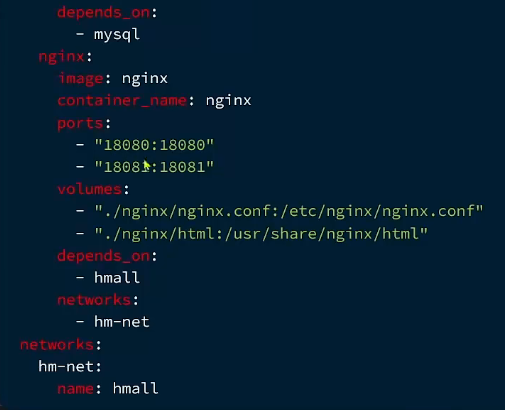 depends_on:
- mysql
nginx:
image: nginx
container_name: nginx
ports:
- "18080:18080"
- "18081:18081"
volumes:
- "./nginx/nginx.conf:/etc/nginx/nginx.conf"
- "./nginx/html:/usr/share/nginx/html"
depends_on:
- hmall
networks:
- hm-net
networks:
hm-net:
name: hmall